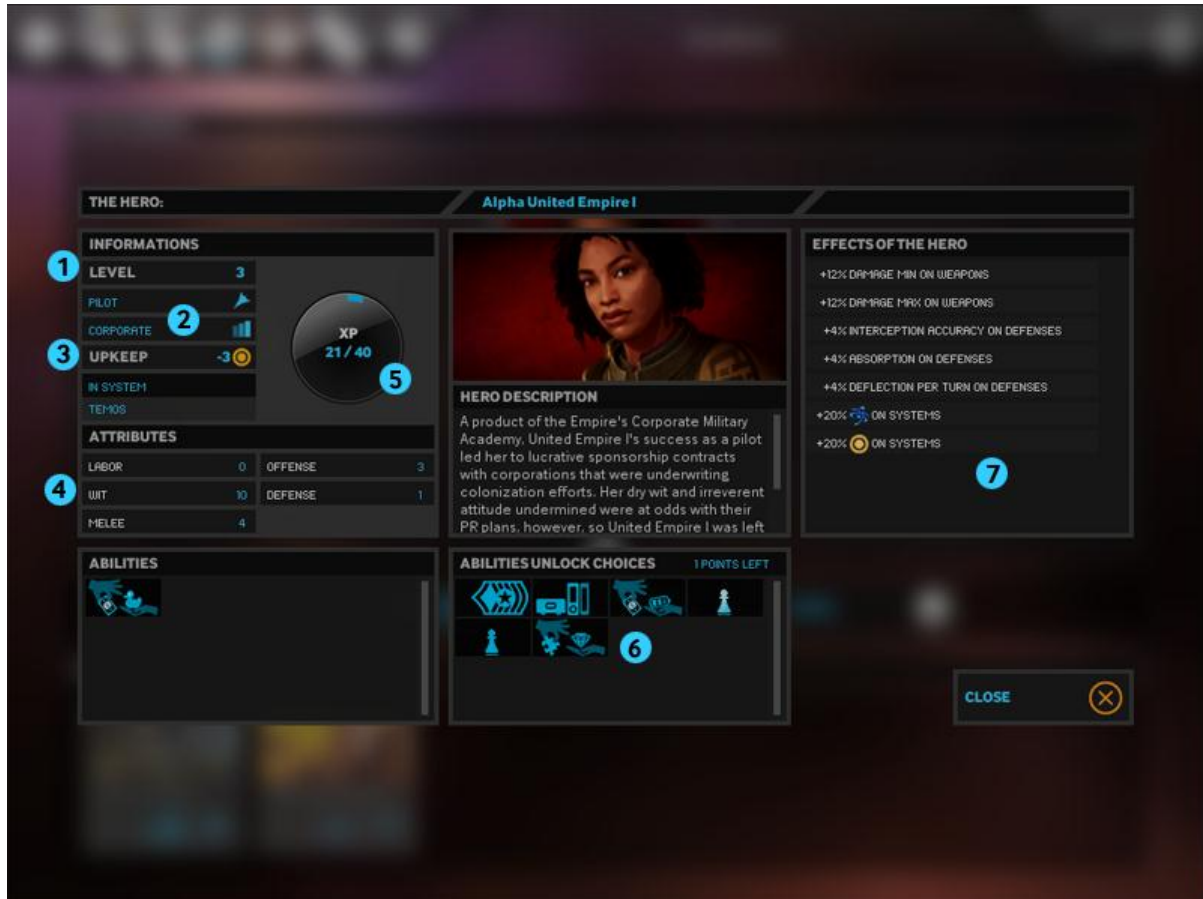 THE HERO:
Alpha United Empire I
INFORMATIONS
1
LEVEL 3
PILOT
2
CORPORATE
3
UPKEEP -3
IN SYSTEM
TEMOS
XP
21 / 40
5
ATTRIBUTES
LABOR 0 OFFENSE 3
4
WIT 10 DEFENSE 1
MELEE 4
HERO DESCRIPTION
A product of the Empire's Corporate Military
Academy. United Empire I's success as a pilot
led her to lucrative sponsorship contracts
with corporations that were underwriting
colonization efforts. Her dry wit and irreverent
attitude undermined were at odds with their
PR plans, however, so United Empire I was left
EFFECTS OF THE HERO
+12% DAMAGE MIN ON WEAPONS
+12% DAMAGE MAX ON WEAPONS
+4% INTERCEPTION ACCURACY ON DEFENSES
+4% ABSORPTION ON DEFENSES
+4% DEFLECTION PER TURN ON DEFENSES
+20% ON SYSTEMS
+20% ON SYSTEMS
7
ABILITIES
ABILITIES UNLOCK CHOICES 1 POINTS LEFT
6
CLOSE